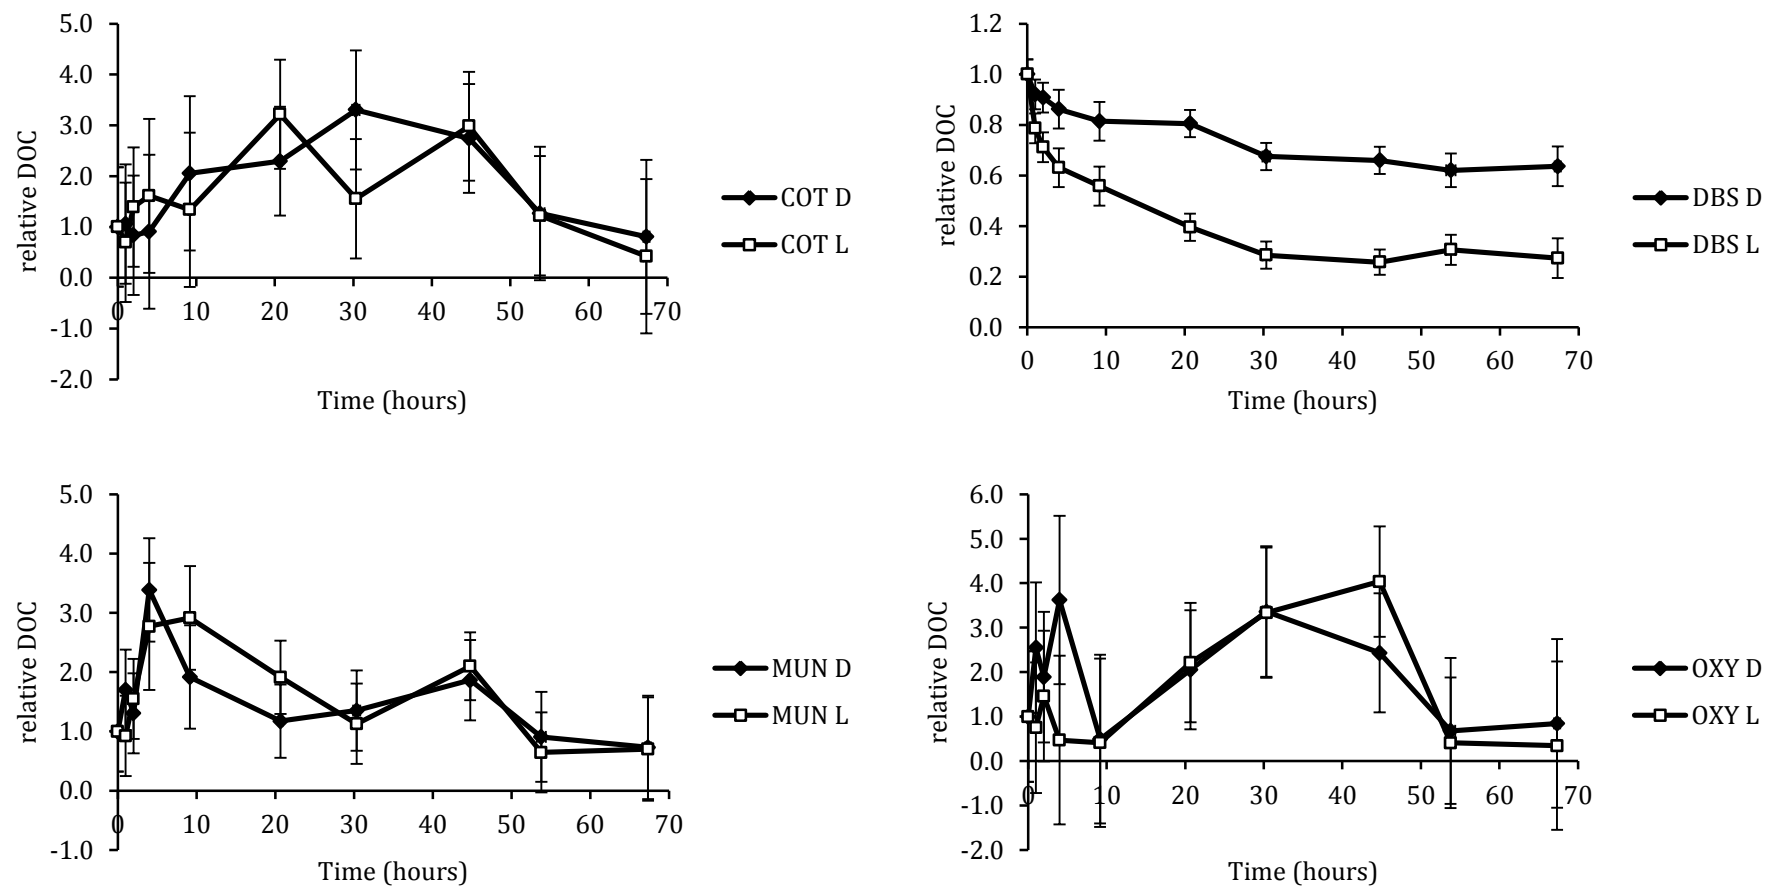 5.0
4.0
3.0
2.0
1.0
0.0
-1.0
-2.0
relative DOC
0 10 20 30 40 50 60 70
Time (hours)
COT D
COT L
1.2
1.0
0.8
0.6
0.4
0.2
0.0
relative DOC
0 10 20 30 40 50 60 70
Time (hours)
DBS D
DBS L
5.0
4.0
3.0
2.0
1.0
0.0
-1.0
relative DOC
0 10 20 30 40 50 60 70
Time (hours)
MUN D
MUN L
6.0
5.0
4.0
3.0
2.0
1.0
0.0
-1.0
-2.0
relative DOC
0 10 20 30 40 50 60 70
Time (hours)
OXY D
OXY L